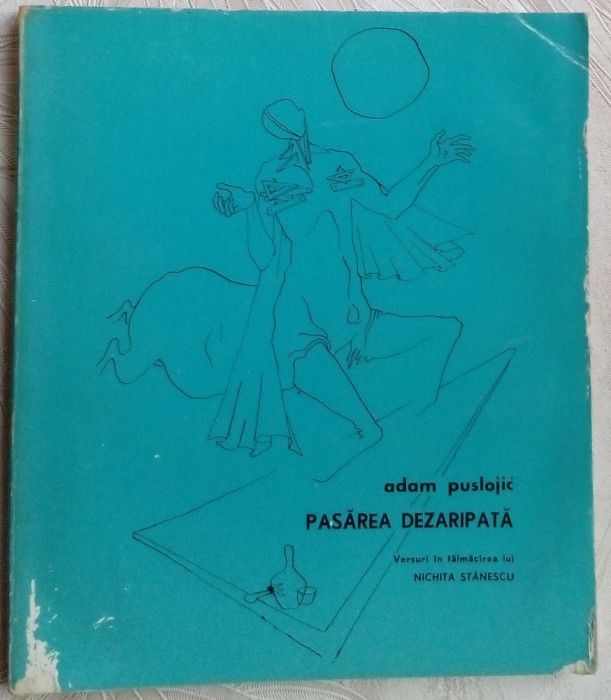 adam puslojić
PASĂREA DEZARIPATĂ
Versuri în tălmăcirea lui
NICHITA STĂNESCU